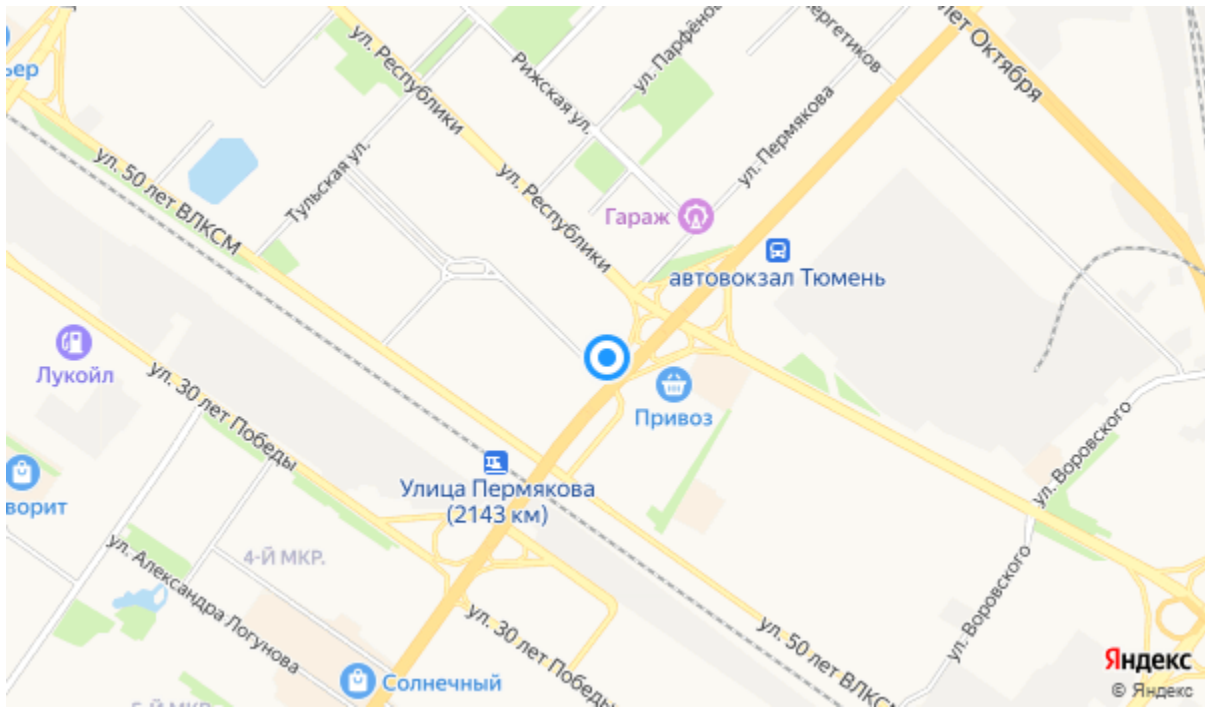 лет Октября
ул. Республики
ул. Парфёнов
ергетиков
ьер
Рижская ул.
ул. Пермякова
ул. 50 лет ВЛКСМ
Тульская ул.
ул. Республики
Гараж
автовокзал Тюмень
Лукойл
ул. 30 лет Победы
Привоз
ул. Воровского
Улица Пермякова
(2143 км)
ворит
4-Й МКР.
ул. Александра Логунова
ул. Воровского
ул. 30 лет Победы
ул. 50 лет ВЛКСМ
Солнечный
Яндекс
© Яндекс